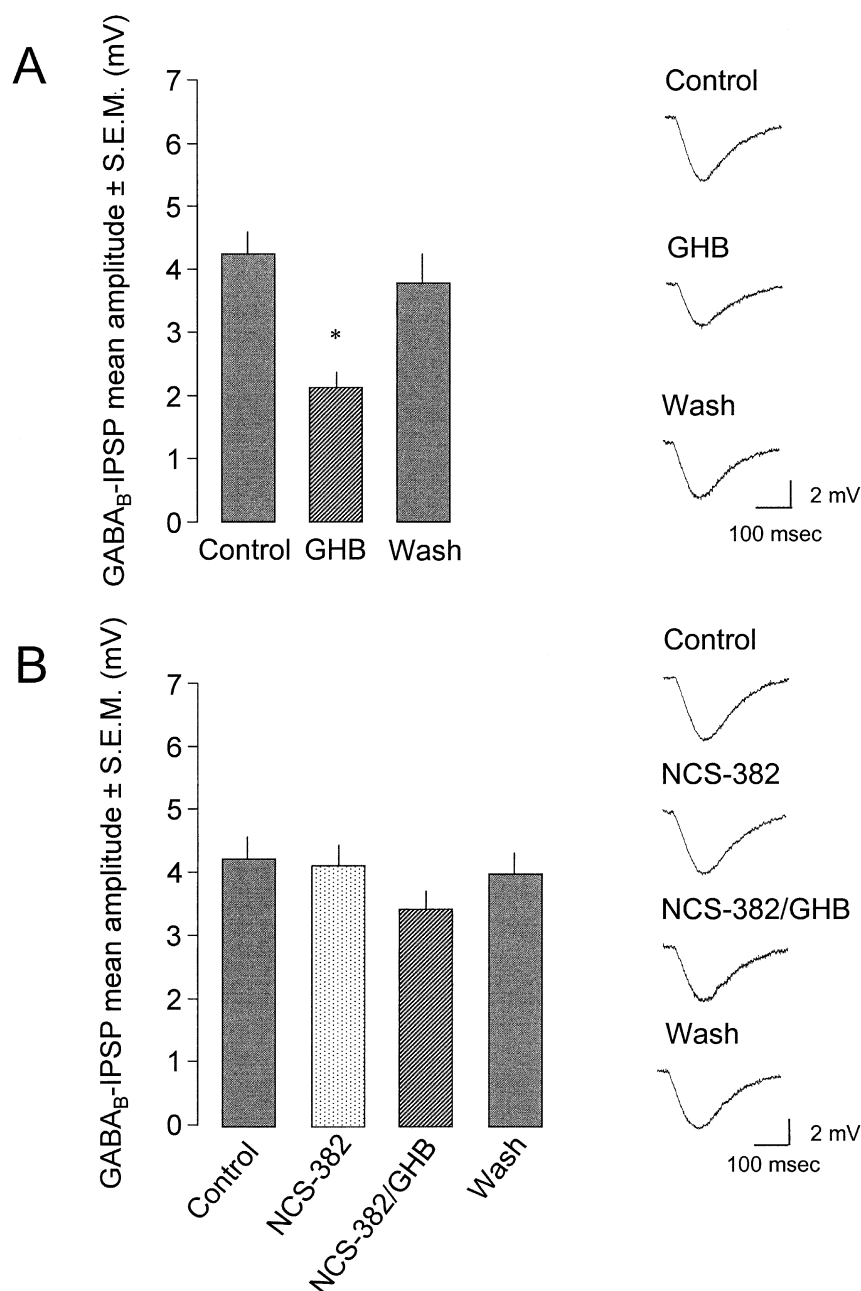 A
GABAB-IPSP mean amplitude ± S.E.M. (mV)
7
6
5
4
3
2
1
0
*
Control GHB Wash
Control
GHB
Wash
2 mV
100 msec
B
GABAB-IPSP mean amplitude ± S.E.M. (mV)
7
6
5
4
3
2
1
0
Control
NCS-382
NCS-382/GHB
Wash
Control
NCS-382
NCS-382/GHB
Wash
2 mV
100 msec